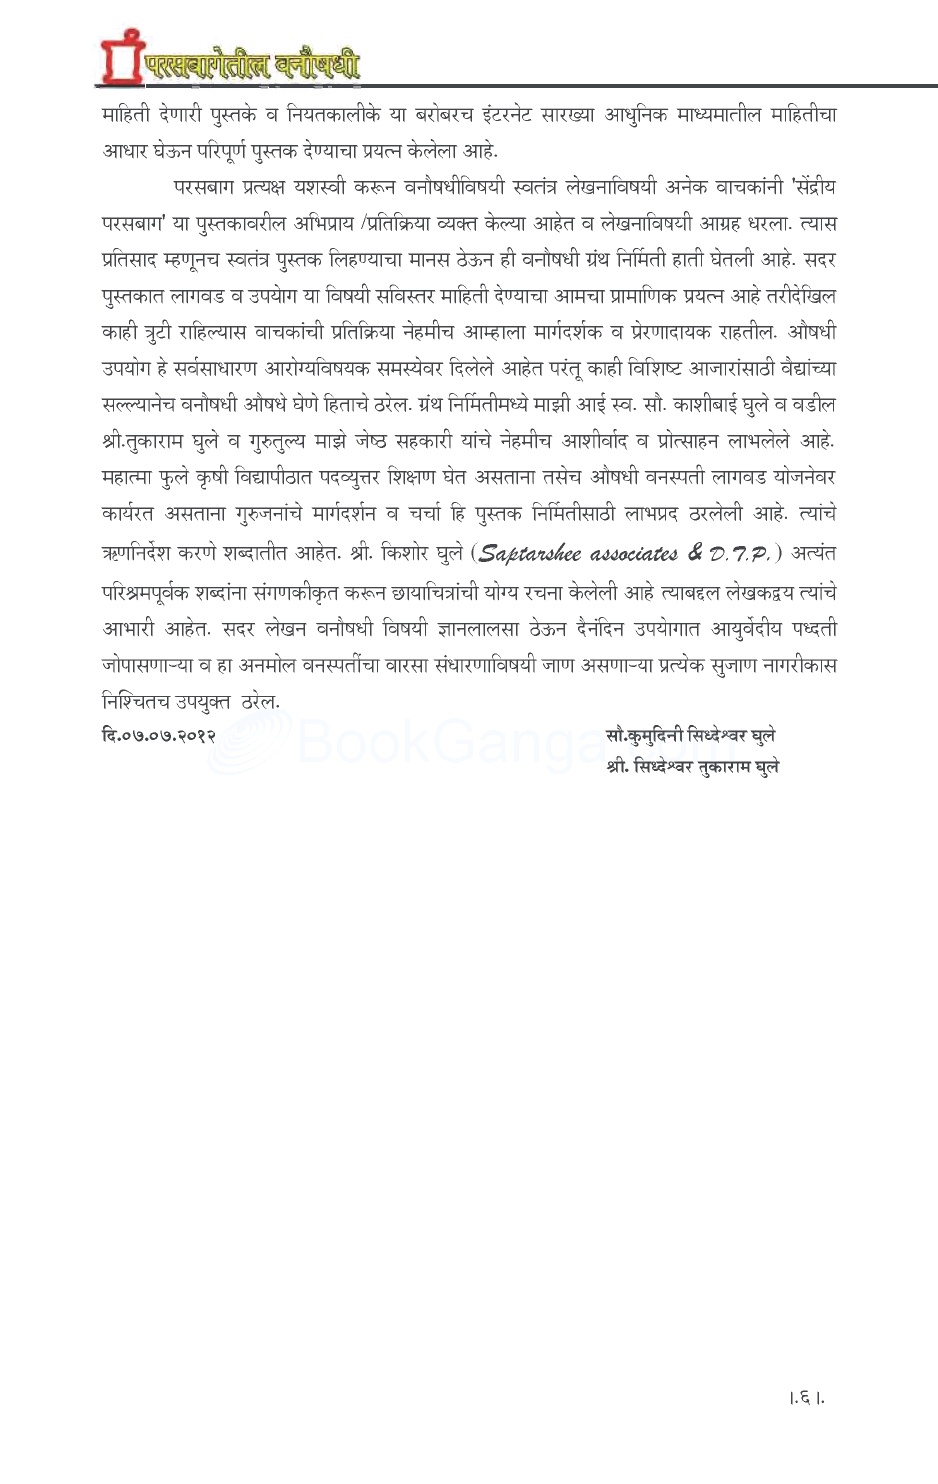 परसबागेतील वनौषधी
माहिती देणारी पुस्तके व नियतकालीके या बरोबरच इंटरनेट सारख्या आधुनिक माध्यमातील माहितीचा
आधार घेऊन परिपूर्ण पुस्तक देण्याचा प्रयत्न केलेला आहे.
परसबाग प्रत्यक्ष यशस्वी करून वनौषधीविषयी स्वतंत्र लेखनाविषयी अनेक वाचकांनी 'सेंद्रीय
परसबाग' या पुस्तकावरील अभिप्राय /प्रतिक्रिया व्यक्त केल्या आहेत व लेखनाविषयी आग्रह धरला. त्यास
प्रतिसाद म्हणूनच स्वतंत्र पुस्तक लिहण्याचा मानस ठेऊन ही वनौषधी ग्रंथ निर्मिती हाती घेतली आहे. सदर
पुस्तकात लागवड व उपयोग या विषयी सविस्तर माहिती देण्याचा आमचा प्रामाणिक प्रयत्न आहे तरीदेखिल
काही त्रुटी राहिल्यास वाचकांची प्रतिक्रिया नेहमीच आम्हाला मार्गदर्शक व प्रेरणादायक राहतील. औषधी
उपयोग हे सर्वसाधारण आरोग्यविषयक समस्येवर दिलेले आहेत परंतू काही विशिष्ट आजारांसाठी वैद्यांच्या
सल्ल्यानेच वनौषधी औषधे घेणे हिताचे ठरेल. ग्रंथ निर्मितीमध्ये माझी आई स्व. सौ. काशीबाई घुले व वडील
श्री.तुकाराम घुले व गुरुतुल्य माझे जेष्ठ सहकारी यांचे नेहमीच आशीर्वाद व प्रोत्साहन लाभलेले आहे.
महात्मा फुले कृषी विद्यापीठात पदव्युत्तर शिक्षण घेत असताना तसेच औषधी वनस्पती लागवड योजनेवर
कार्यरत असताना गुरुजनांचे मार्गदर्शन व चर्चा हि पुस्तक निर्मितीसाठी लाभप्रद ठरलेली आहे. त्यांचे
ऋणनिर्देश करणे शब्दातीत आहेत. श्री. किशोर घुले (Saptarshee associates & D.T.P.) अत्यंत
परिश्रमपूर्वक शब्दांना संगणकीकृत करून छायाचित्रांची योग्य रचना केलेली आहे त्याबद्दल लेखकद्वय त्यांचे
आभारी आहेत. सदर लेखन वनौषधी विषयी ज्ञानलालसा ठेऊन दैनंदिन उपयोगात आयुर्वेदीय पध्दती
जोपासणाऱ्या व हा अनमोल वनस्पतींचा वारसा संधारणाविषयी जाण असणाऱ्या प्रत्येक सुजाण नागरीकास
निश्चितच उपयुक्त ठरेल.
दि.०७.०७.२०१२ सौ.कुमुदिनी सिध्देश्वर घुले
श्री. सिध्देश्वर तुकाराम घुले
BookGanga.com
।.६।.